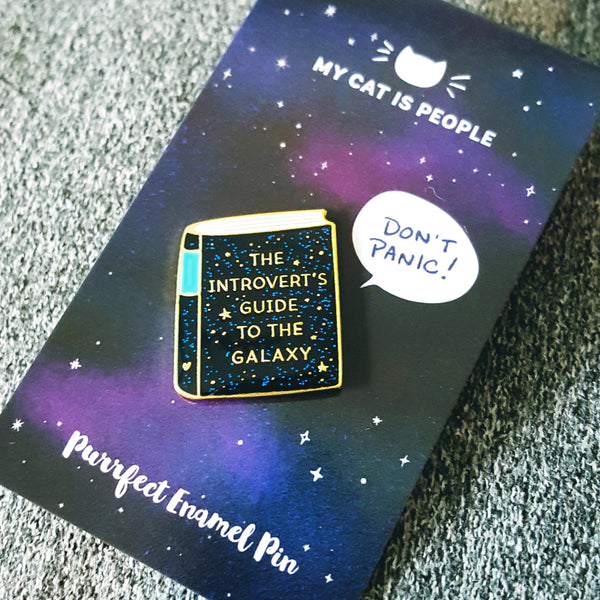 MY CAT IS PEOPLE
DON'T
PANIC!
THE
INTROVERT'S
GUIDE
TO THE
GALAXY
Purrfect Enamel Pin